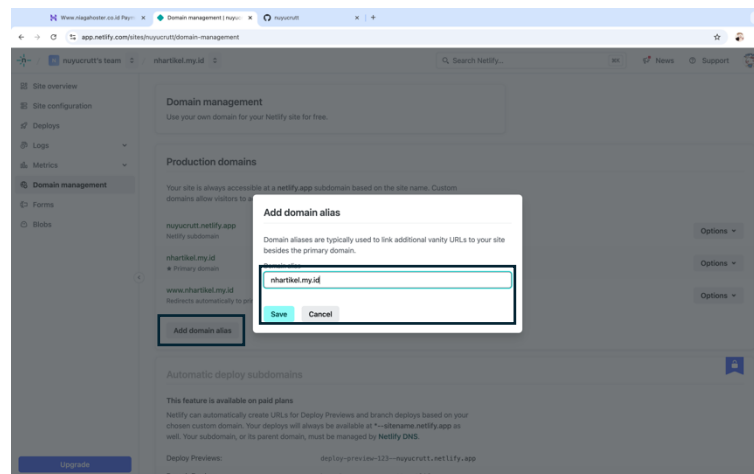 Www.niagahoster.co.id Paym
Domain management | nuyuc
nuyucrutt
app.netlify.com/sites/nuyucrutt/domain-management
nuyucrutt's team
nhartikel.my.id
Search Netlify...
News
Support
Site overview
Site configuration
Deploys
Logs
Metrics
Domain management
Forms
Blobs
Upgrade
Domain management
Use your own domain for your Netlify site for free.
Production domains
Your site is always accessible at a netlify.app subdomain based on the site name. Custom
domains allow visitors to a
nuyucrutt.netlify.app
Netlify subdomain
Options
nhartikel.my.id
Primary domain
Options
www.nhartikel.my.id
Redirects automatically to pri
Options
Add domain alias
Add domain alias
Domain aliases are typically used to link additional vanity URLs to your site
besides the primary domain.
Domain alias
nhartikel.my.id
Save
Cancel
Automatic deploy subdomains
This feature is available on paid plans
Netlify can automatically create URLs for Deploy Previews and branch deploys based on your
chosen custom domain. Your deploys will always be available at *--sitename.netlify.app as
well. Your subdomain, or its parent domain, must be managed by Netlify DNS.
Deploy Previews:
deploy-preview-123--nuyucrutt.netlify.app